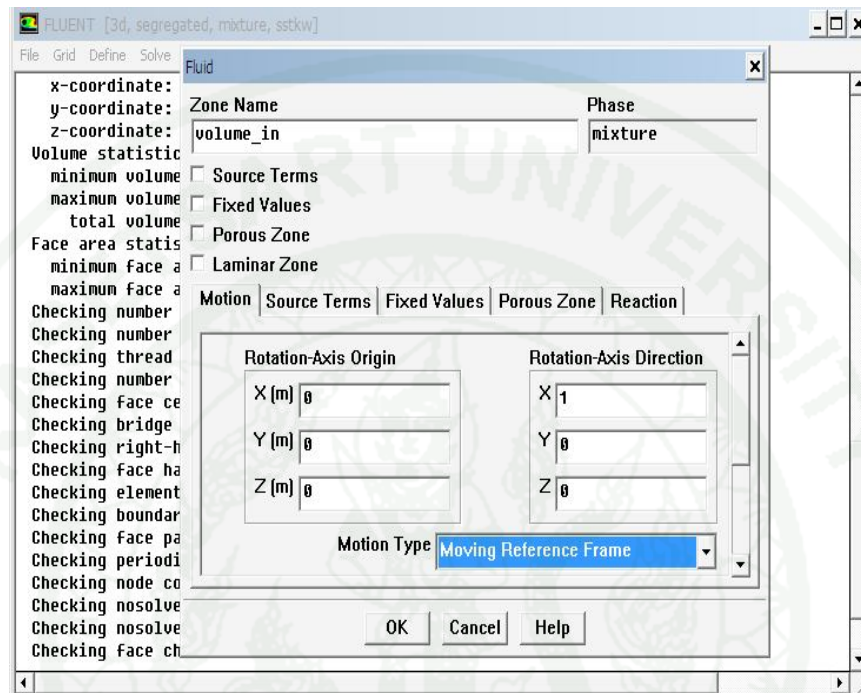 FLUENT [3d, segregated, mixture, sstkw]
File Grid Define Solve
x-coordinate:
y-coordinate:
z-coordinate:
Volume statistic
minimum volume
maximum volume
total volume
Face area statis
minimum face a
maximum face a
Checking number
Checking number
Checking thread
Checking number
Checking face ce
Checking bridge
Checking right-h
Checking face ha
Checking element
Checking boundar
Checking face pa
Checking periodi
Checking node co
Checking nosolve
Checking nosolve
Checking face ch
Fluid
Zone Name Phase
volume_in mixture
Source Terms
Fixed Values
Porous Zone
Laminar Zone
Motion Source Terms Fixed Values Porous Zone Reaction
Rotation-Axis Origin Rotation-Axis Direction
X (m) 0 X 1
Y (m) 0 Y 0
Z (m) 0 Z 0
Motion Type Moving Reference Frame
OK Cancel Help